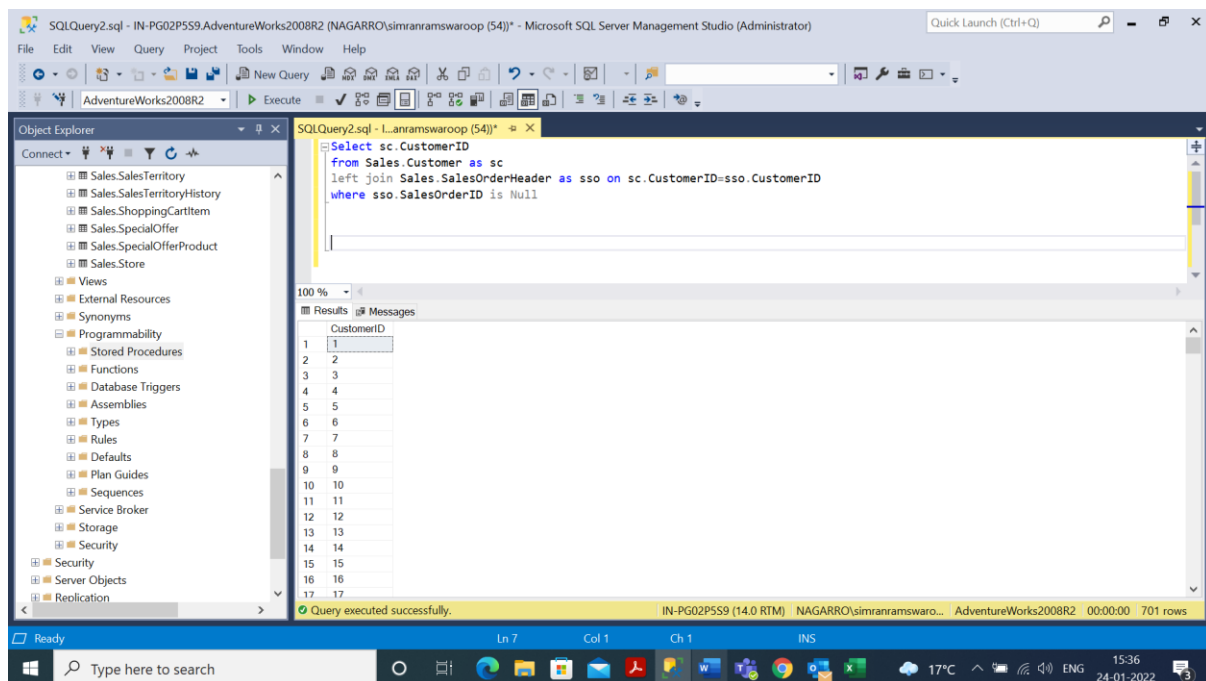 SQLQuery2.sql - IN-PG02P5S9.AdventureWorks2008R2 (NAGARRO\simranramswaroop (54))* - Microsoft SQL Server Management Studio (Administrator)
Quick Launch (Ctrl+Q)
File Edit View Query Project Tools Window Help
New Query
AdventureWorks2008R2
Execute
Object Explorer
Connect
Sales.SalesTerritory
Sales.SalesTerritoryHistory
Sales.ShoppingCartItem
Sales.SpecialOffer
Sales.SpecialOfferProduct
Sales.Store
Views
External Resources
Synonyms
Programmability
Stored Procedures
Functions
Database Triggers
Assemblies
Types
Rules
Defaults
Plan Guides
Sequences
Service Broker
Storage
Security
Security
Server Objects
Replication
SQLQuery2.sql - I...anramswaroop (54))*
Select sc.CustomerID
from Sales.Customer as sc
left join Sales.SalesOrderHeader as sso on sc.CustomerID=sso.CustomerID
where sso.SalesOrderID is Null
100 %
Results Messages
CustomerID
1 1
2 2
3 3
4 4
5 5
6 6
7 7
8 8
9 9
10 10
11 11
12 12
13 13
14 14
15 15
16 16
17 17
Query executed successfully.
IN-PG02P5S9 (14.0 RTM) NAGARRO\simranramswaro... AdventureWorks2008R2 00:00:00 701 rows
Ready Ln 7 Col 1 Ch 1 INS
Type here to search
17°C ENG
15:36
24-01-2022
3